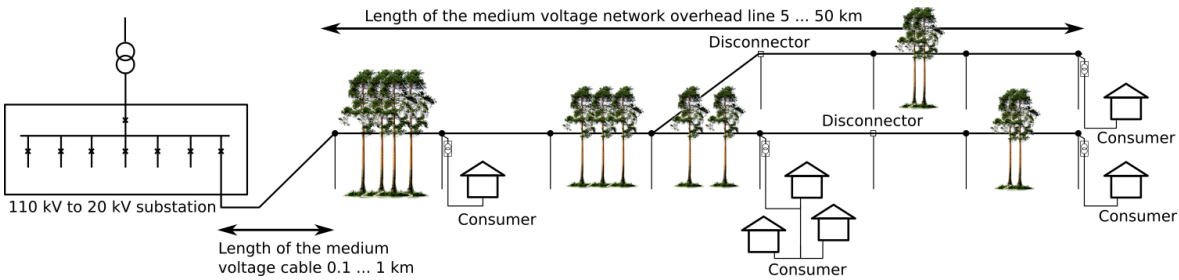 Length of the medium voltage network overhead line 5 ... 50 km
Disconnector
Disconnector
Consumer
110 kV to 20 kV substation
Consumer
Consumer
Length of the medium
voltage cable 0.1 ... 1 km
Consumer